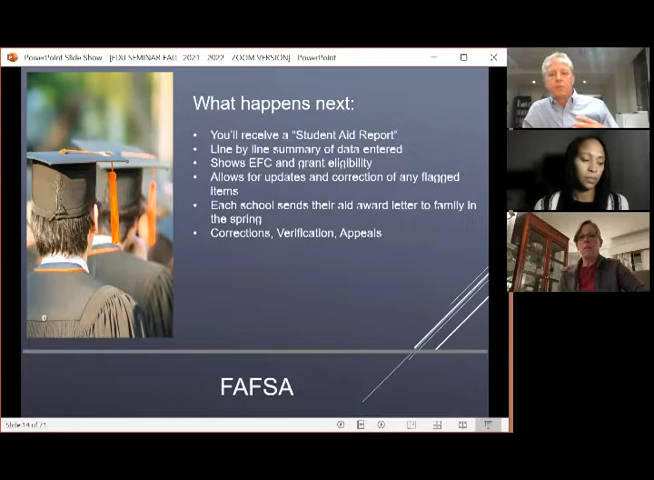 PowerPoint Slide Show - [EDU SEMINAR FALL 2021 - 2022 ZOOM VERSION] - PowerPoint
What happens next:
• You'll receive a "Student Aid Report"
• Line by line summary of data entered
• Shows EFC and grant eligibility
• Allows for updates and correction of any flagged
items
• Each school sends their aid award letter to family in
the spring
• Corrections, Verification, Appeals
FAFSA
Slide 14 of 71